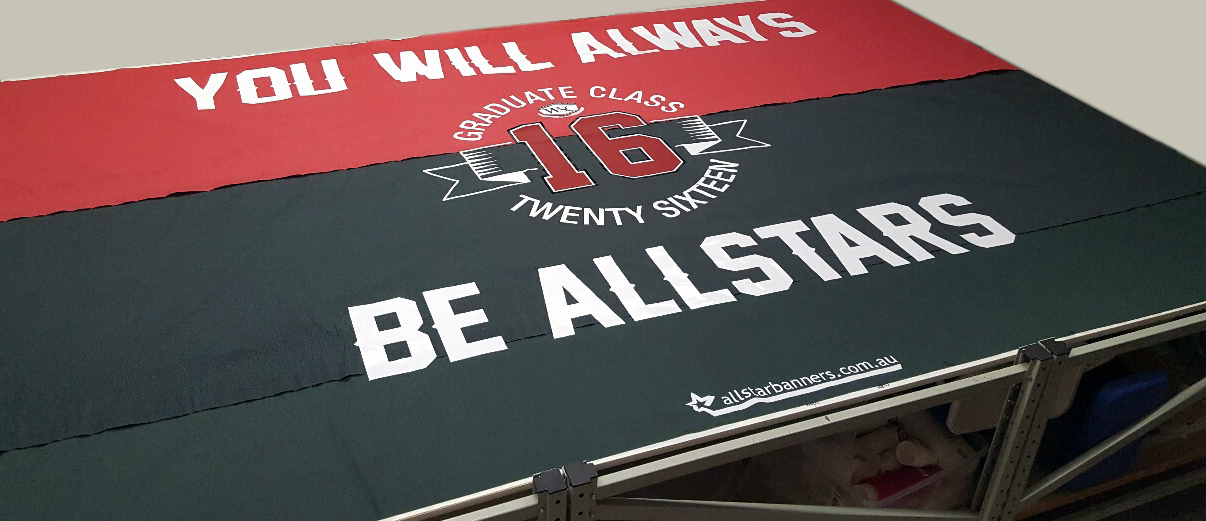 YOU WILL ALWAYS
GRADUATE CLASS
16
TWENTY SIXTEEN
BE ALLSTARS
allstarbanners.com.au